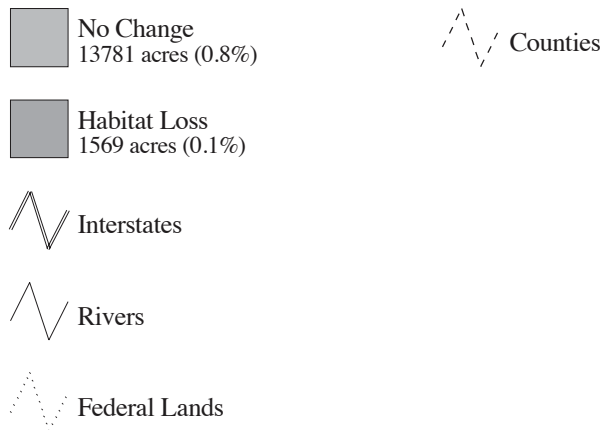 No Change
13781 acres (0.8%)
Habitat Loss
1569 acres (0.1%)
Interstates
Rivers
Federal Lands
Counties